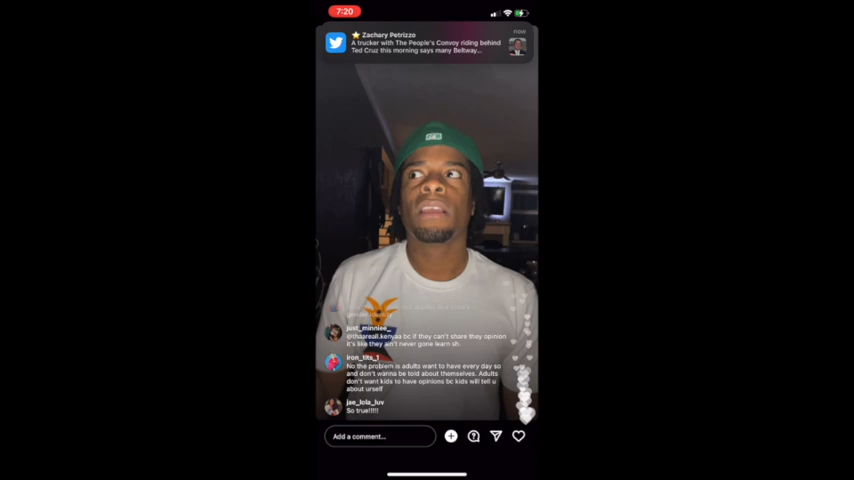 7:20
Zachary Petrizzo
now
A trucker with The People's Convoy riding behind
Ted Cruz this morning says many Beltway...
just_minniee_
@thaareall.kenyaa bc if they can't share they opinion
it's like they ain't never gone learn sh.
iron_tits_1
No the problem is adults want to have every day so
and don't wanna be told about themselves. Adults
don't want kids to have opinions bc kids will tell u
about urself
jae_lola_luv
So true!!!!!
Add a comment...